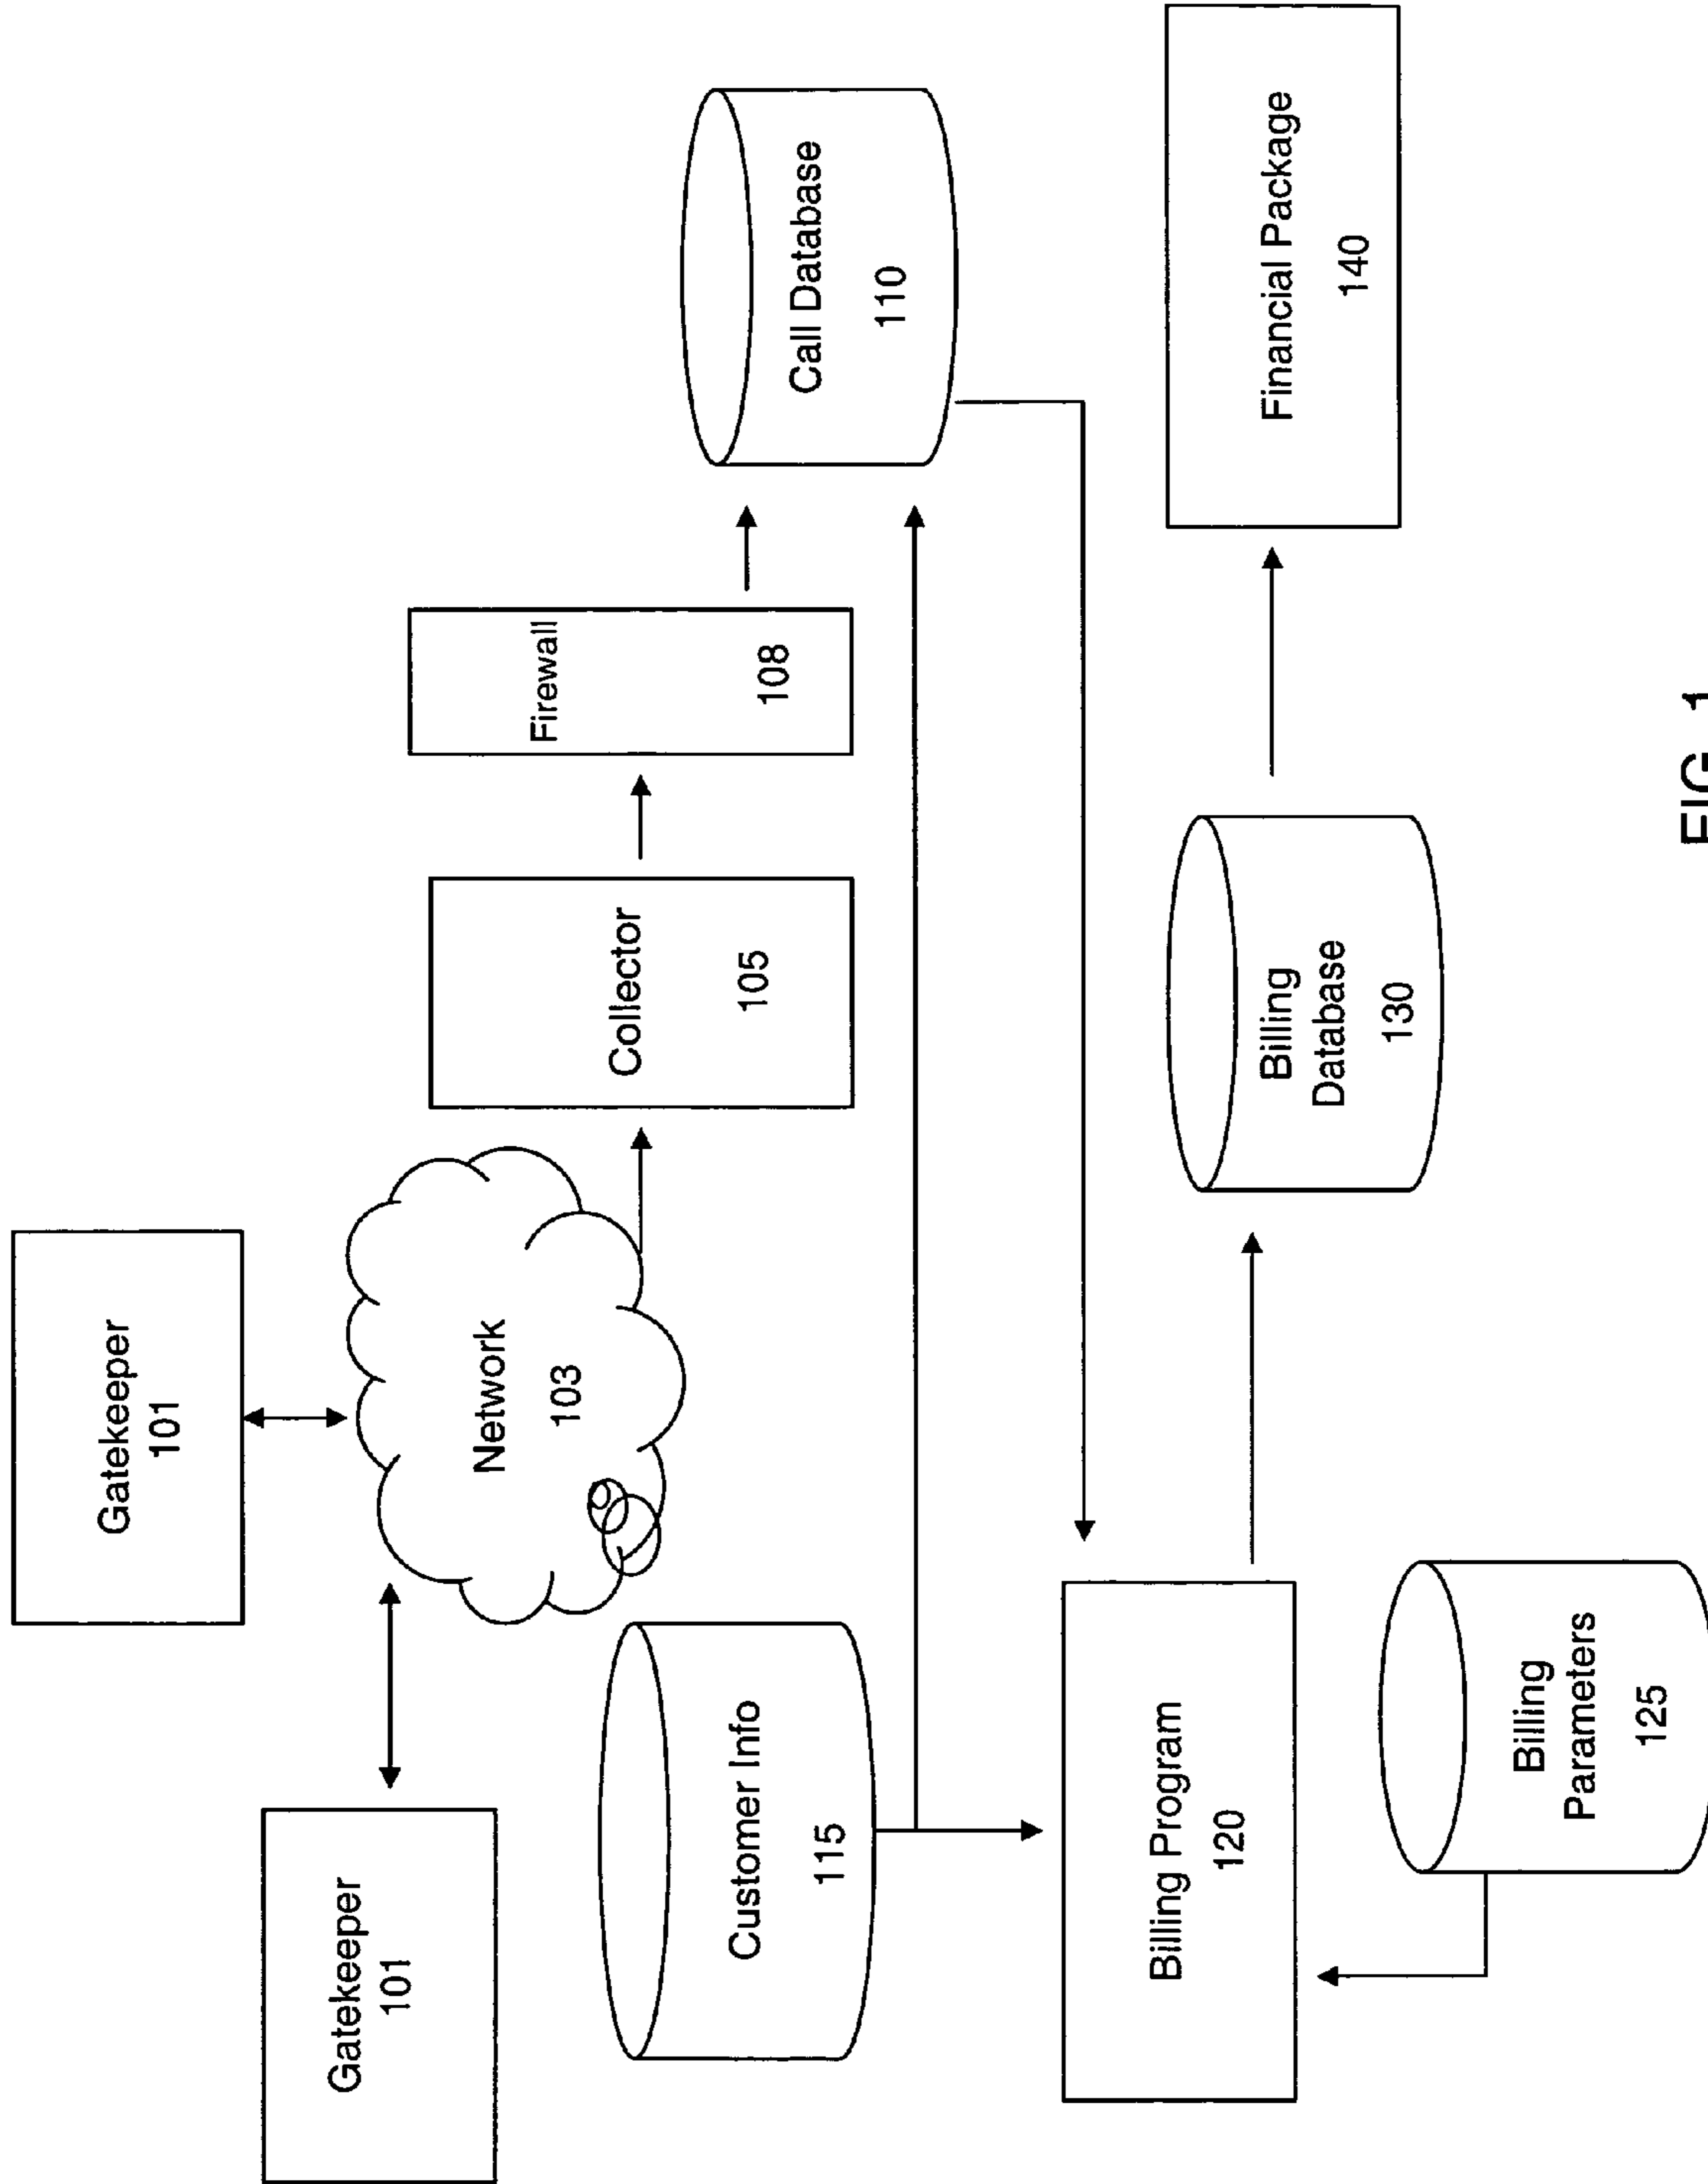 Gatekeeper
101
Gatekeeper
101
Network
103
Collector
105
Firewall
108
Call Database
110
Customer Info
115
Billing Program
120
Billing
Parameters
125
Billing
Database
130
Financial Package
140
FIG. 1